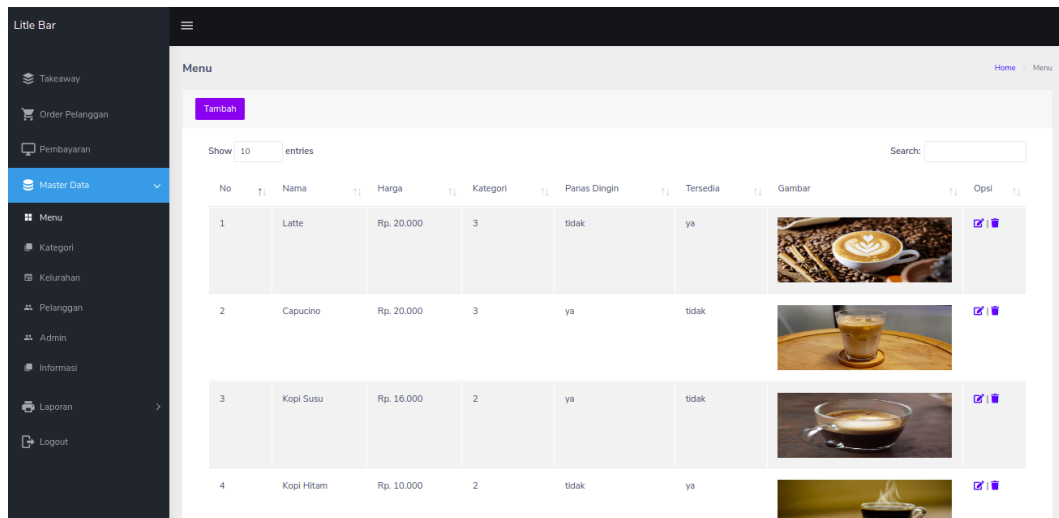 Litle Bar
Takeaway
Order Pelanggan
Pembayaran
Master Data
Menu
Kategori
Kelurahan
Pelanggan
Admin
Informasi
Laporan
Logout
Menu
Home Menu
Tambah
Show 10 entries
Search:
No Nama Harga Kategori Panas Dingin Tersedia Gambar Opsi
1 Latte Rp. 20.000 3 tidak ya |
2 Capucino Rp. 20.000 3 ya tidak |
3 Kopi Susu Rp. 16.000 2 ya tidak |
4 Kopi Hitam Rp. 10.000 2 tidak ya |